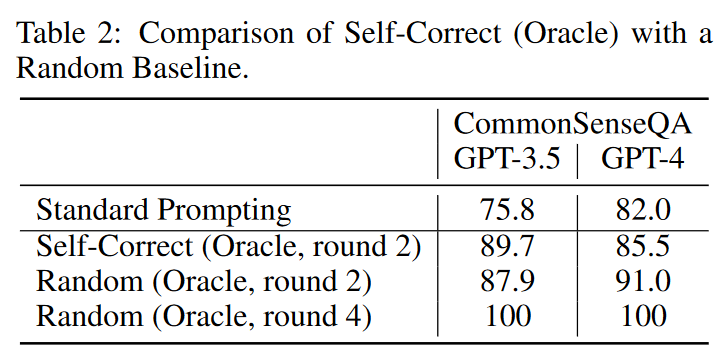 Table 2: Comparison of Self-Correct (Oracle) with a
Random Baseline.
CommonSenseQA
GPT-3.5 GPT-4
Standard Prompting 75.8 82.0
Self-Correct (Oracle, round 2) 89.7 85.5
Random (Oracle, round 2) 87.9 91.0
Random (Oracle, round 4) 100 100